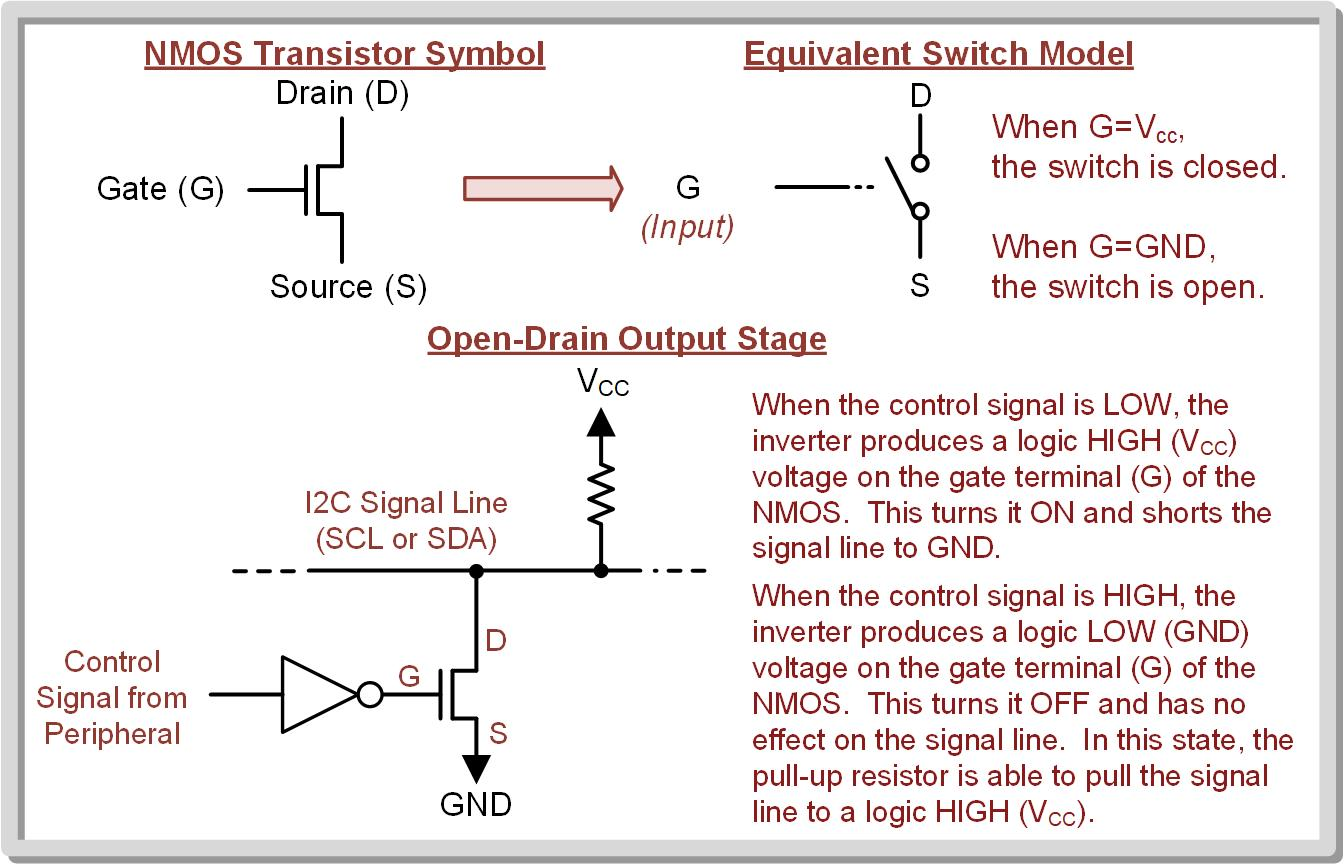 NMOS Transistor Symbol
Drain (D)
Gate (G)
Source (S)
Equivalent Switch Model
D
G
(Input)
S
When G=Vcc,
the switch is closed.
When G=GND,
the switch is open.
Open-Drain Output Stage
VCC
I2C Signal Line
(SCL or SDA)
D
G
S
Control
Signal from
Peripheral
GND
When the control signal is LOW, the
inverter produces a logic HIGH (VCC)
voltage on the gate terminal (G) of the
NMOS. This turns it ON and shorts the
signal line to GND.
When the control signal is HIGH, the
inverter produces a logic LOW (GND)
voltage on the gate terminal (G) of the
NMOS. This turns it OFF and has no
effect on the signal line. In this state, the
pull-up resistor is able to pull the signal
line to a logic HIGH (VCC).